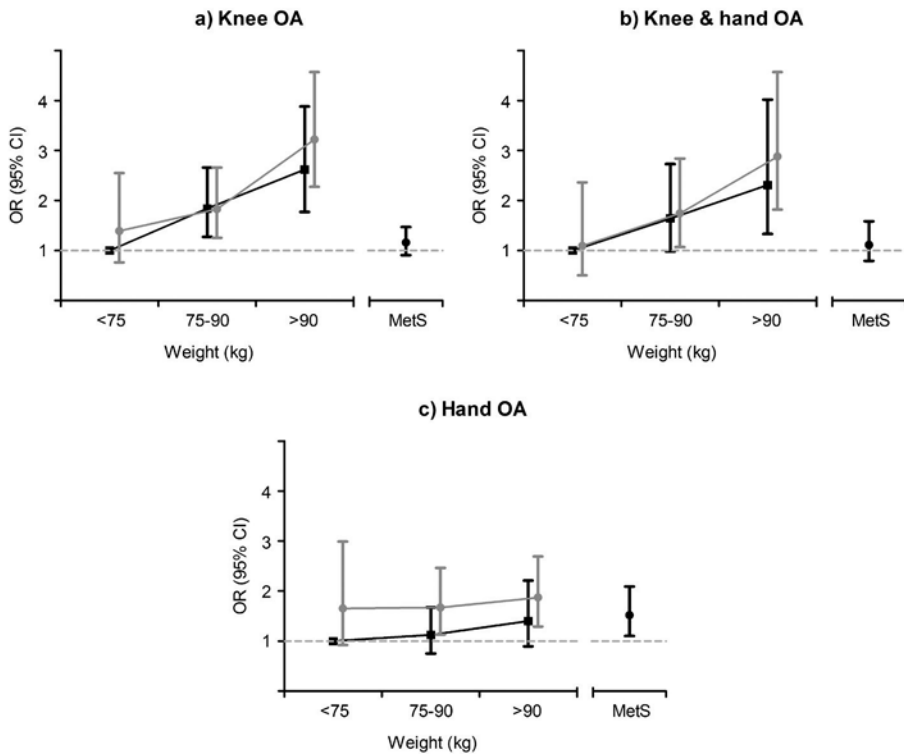 a) Knee OA
OR (95% CI)
4
3
2
1
<75 75-90 >90 MetS
Weight (kg)
b) Knee & hand OA
OR (95% CI)
4
3
2
1
<75 75-90 >90 MetS
Weight (kg)
c) Hand OA
OR (95% CI)
4
3
2
1
<75 75-90 >90 MetS
Weight (kg)